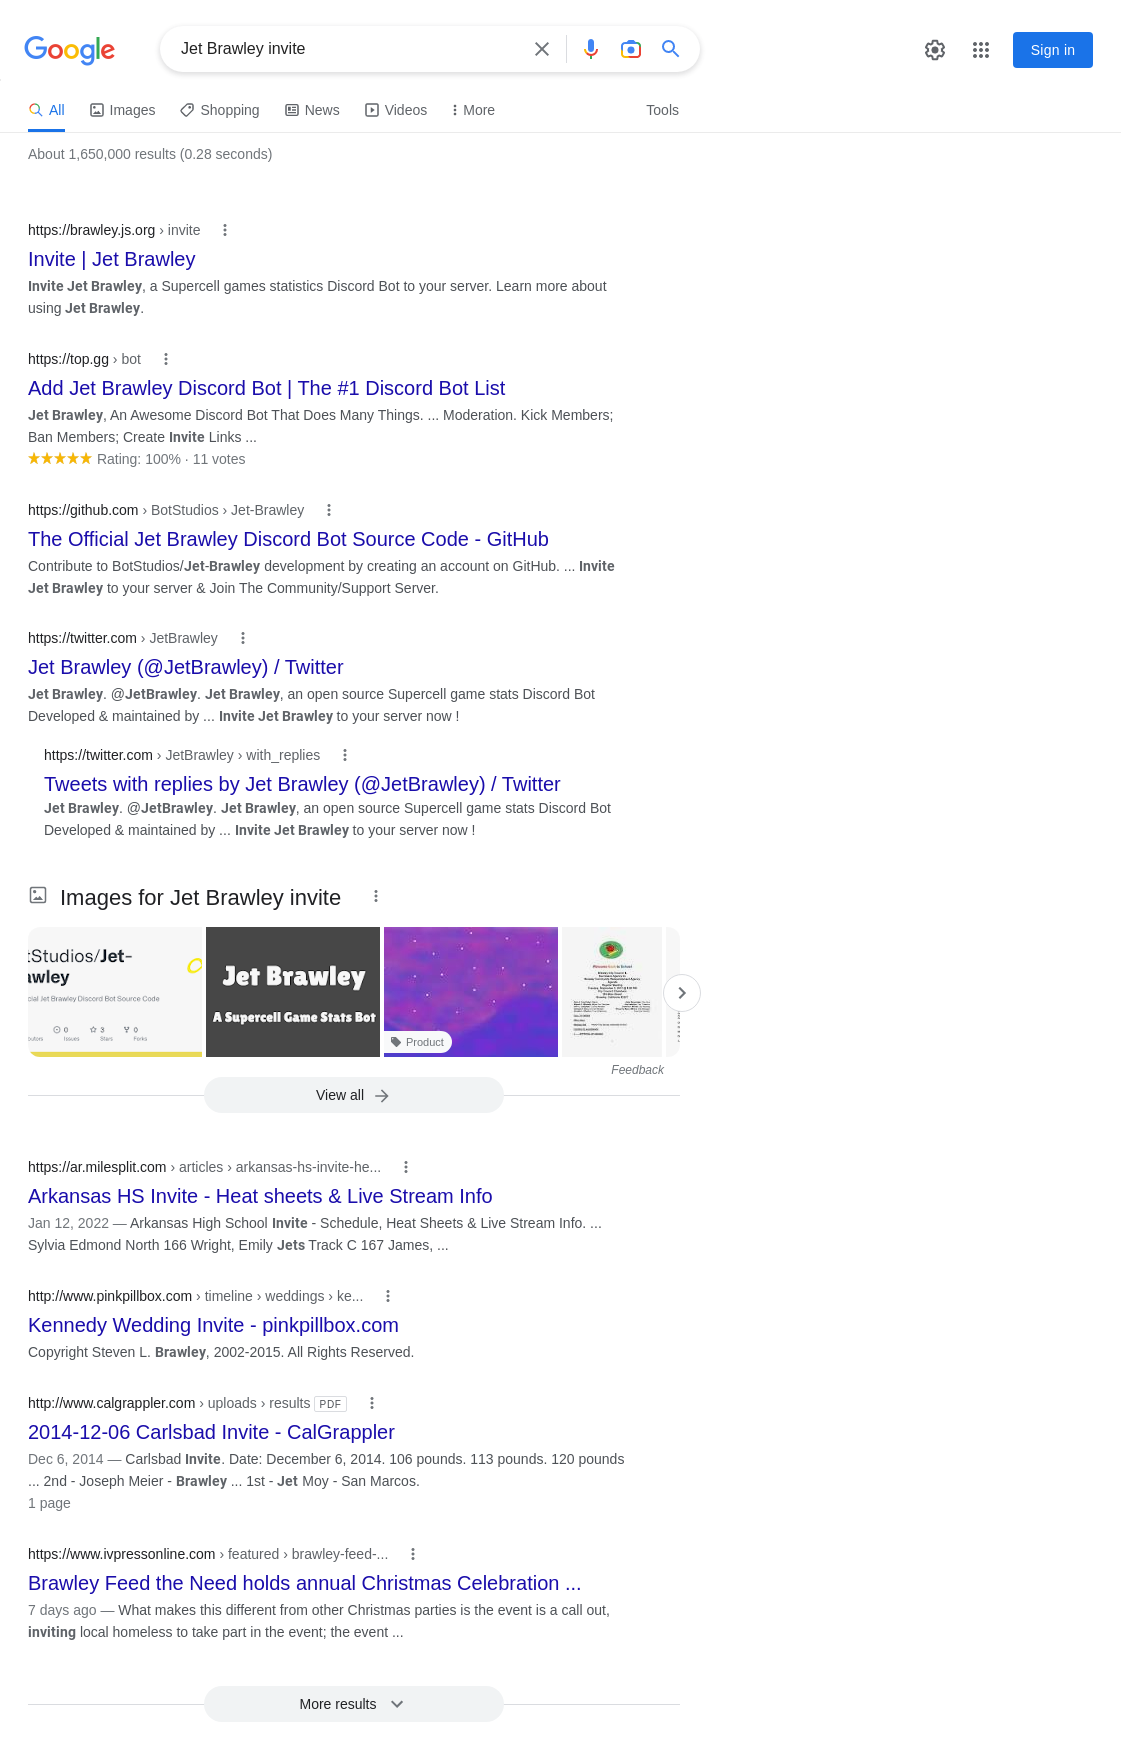 Google
Jet Brawley invite
Sign in
All
Images
Shopping
News
Videos
More
Tools
About 1,650,000 results (0.28 seconds)
https://brawley.js.org › invite
Invite | Jet Brawley
Invite Jet Brawley, a Supercell games statistics Discord Bot to your server. Learn more about
using Jet Brawley.
https://top.gg › bot
Add Jet Brawley Discord Bot | The #1 Discord Bot List
Jet Brawley, An Awesome Discord Bot That Does Many Things. ... Moderation. Kick Members;
Ban Members; Create Invite Links ...
Rating: 100% · 11 votes
https://github.com › BotStudios › Jet-Brawley
The Official Jet Brawley Discord Bot Source Code - GitHub
Contribute to BotStudios/Jet-Brawley development by creating an account on GitHub. ... Invite
Jet Brawley to your server & Join The Community/Support Server.
https://twitter.com › JetBrawley
Jet Brawley (@JetBrawley) / Twitter
Jet Brawley. @JetBrawley. Jet Brawley, an open source Supercell game stats Discord Bot
Developed & maintained by ... Invite Jet Brawley to your server now !
https://twitter.com › JetBrawley › with_replies
Tweets with replies by Jet Brawley (@JetBrawley) / Twitter
Jet Brawley. @JetBrawley. Jet Brawley, an open source Supercell game stats Discord Bot
Developed & maintained by ... Invite Jet Brawley to your server now !
Images for Jet Brawley invite
tStudios/Jet-
awley
cial Jet Brawley Discord Bot Source Code
0 3 0
Issues Stars Forks
Jet Brawley
A Supercell Game Stats Bot
Product
Welcome Back to School!
Feedback
View all
https://ar.milesplit.com › articles › arkansas-hs-invite-he...
Arkansas HS Invite - Heat sheets & Live Stream Info
Jan 12, 2022 — Arkansas High School Invite - Schedule, Heat Sheets & Live Stream Info. ...
Sylvia Edmond North 166 Wright, Emily Jets Track C 167 James, ...
http://www.pinkpillbox.com › timeline › weddings › ke...
Kennedy Wedding Invite - pinkpillbox.com
Copyright Steven L. Brawley, 2002-2015. All Rights Reserved.
http://www.calgrappler.com › uploads › results PDF
2014-12-06 Carlsbad Invite - CalGrappler
Dec 6, 2014 — Carlsbad Invite. Date: December 6, 2014. 106 pounds. 113 pounds. 120 pounds
... 2nd - Joseph Meier - Brawley ... 1st - Jet Moy - San Marcos.
1 page
https://www.ivpressonline.com › featured › brawley-feed-...
Brawley Feed the Need holds annual Christmas Celebration ...
7 days ago — What makes this different from other Christmas parties is the event is a call out,
inviting local homeless to take part in the event; the event ...
More results